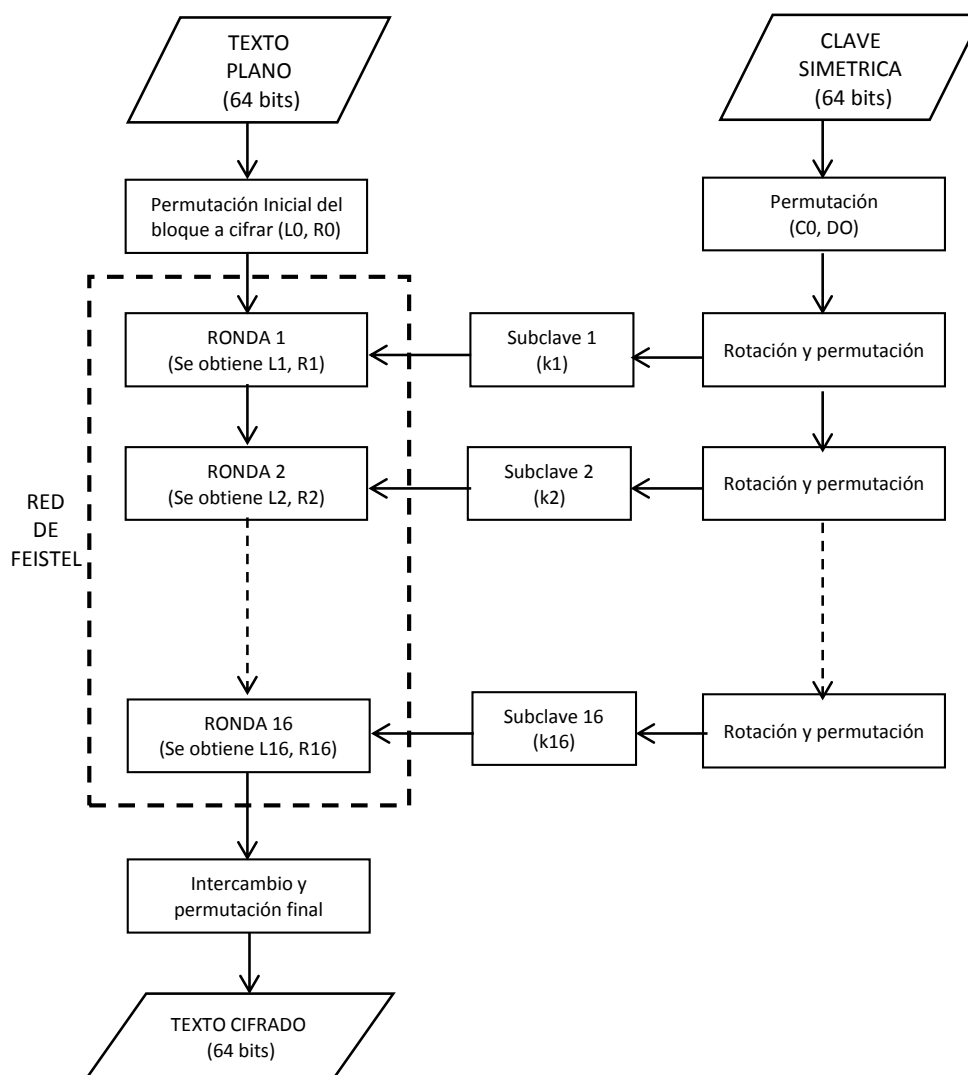 TEXTO
PLANO
(64 bits)
CLAVE
SIMETRICA
(64 bits)
Permutación Inicial del
bloque a cifrar (L0, R0)
Permutación
(C0, DO)
RONDA 1
(Se obtiene L1, R1)
Subclave 1
(k1)
Rotación y permutación
RONDA 2
(Se obtiene L2, R2)
Subclave 2
(k2)
Rotación y permutación
RED
DE
FEISTEL
RONDA 16
(Se obtiene L16, R16)
Subclave 16
(k16)
Rotación y permutación
Intercambio y
permutación final
TEXTO CIFRADO
(64 bits)